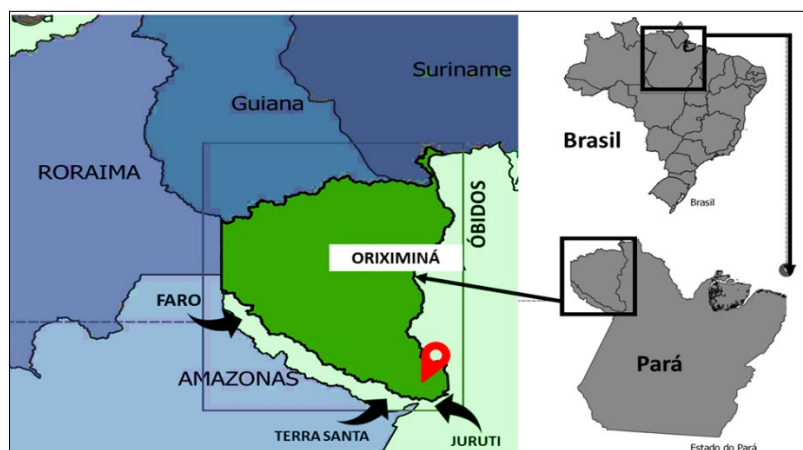 Suriname
Guiana
RORAIMA
ÓBIDOS
ORIXIMINÁ
FARO
AMAZONAS
TERRA SANTA
JURUTI
Brasil
Brasil
Pará
Estado do Pará